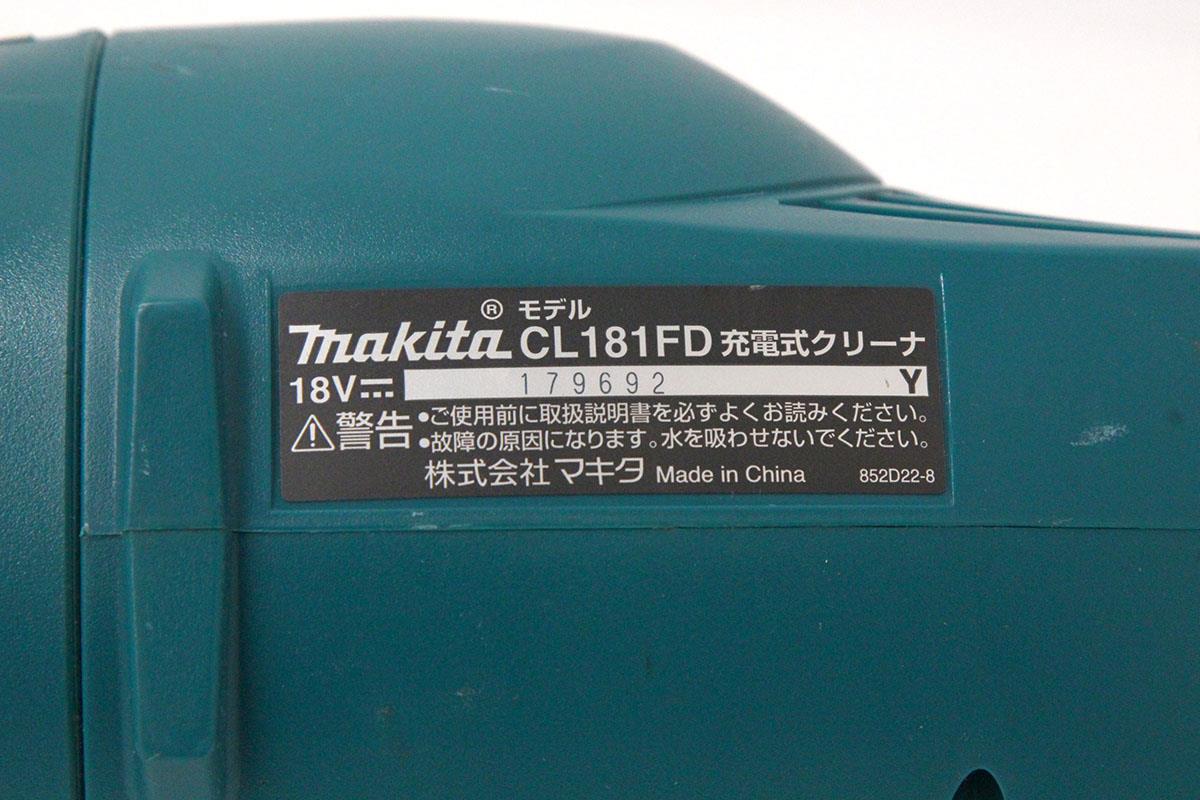 makita® モデル CL181FD 充電式クリーナ
18V⎓ 179692 Y
⚠警告 •ご使用前に取扱説明書を必ずよくお読みください。
•故障の原因になります。水を吸わせないでください。
株式会社 マキタ Made in China 852D22-8